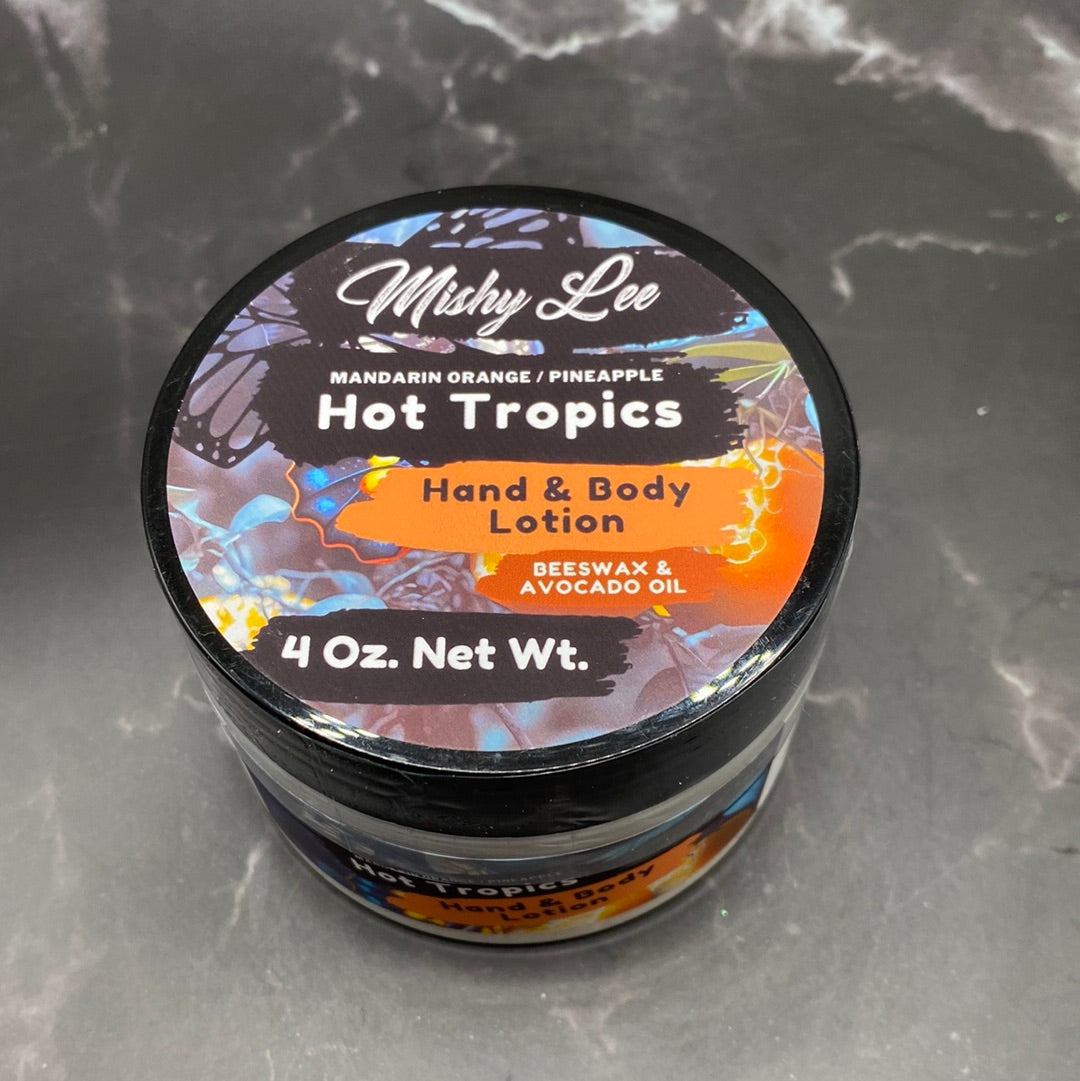 Mishy Lee
MANDARIN ORANGE / PINEAPPLE
Hot Tropics
Hand & Body
Lotion
BEESWAX &
AVOCADO OIL
4 Oz. Net Wt.
/ PINEAPPLE
Hot Tropics
Hand & Body
Lotion